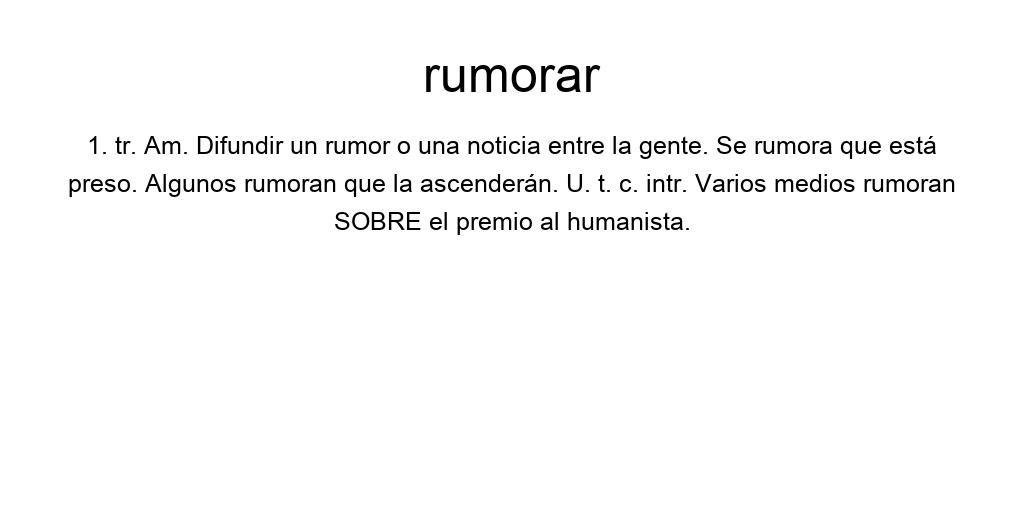 rumorar
1. tr. Am. Difundir un rumor o una noticia entre la gente. Se rumora que está
preso. Algunos rumoran que la ascenderán. U. t. c. intr. Varios medios rumoran
SOBRE el premio al humanista.